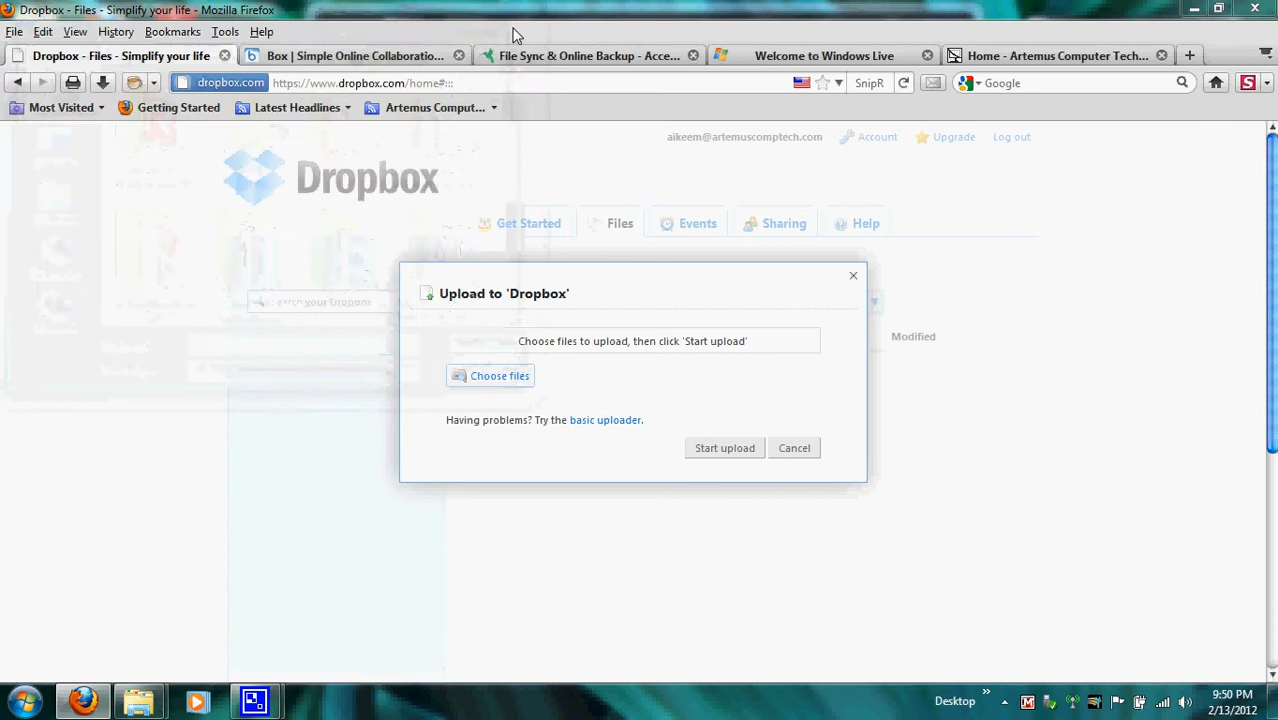 Dropbox - Files - Simplify your life - Mozilla Firefox
File Edit View History Bookmarks Tools Help
Dropbox - Files - Simplify your life
Box | Simple Online Collaboratio...
File Sync & Online Backup - Acce...
Welcome to Windows Live
Home - Artemus Computer Tech...
dropbox.com https://www.dropbox.com/home#:::
SnipR
Google
Most Visited Getting Started Latest Headlines Artemus Comput...
aikeem@artemuscomptech.com Account Upgrade Log out
Dropbox
Get Started Files Events Sharing Help
Upload to 'Dropbox'
earch your Dropbox
Modified
Choose files to upload, then click 'Start upload'
Choose files
Having problems? Try the basic uploader.
Start upload Cancel
Desktop »
9:50 PM
2/13/2012